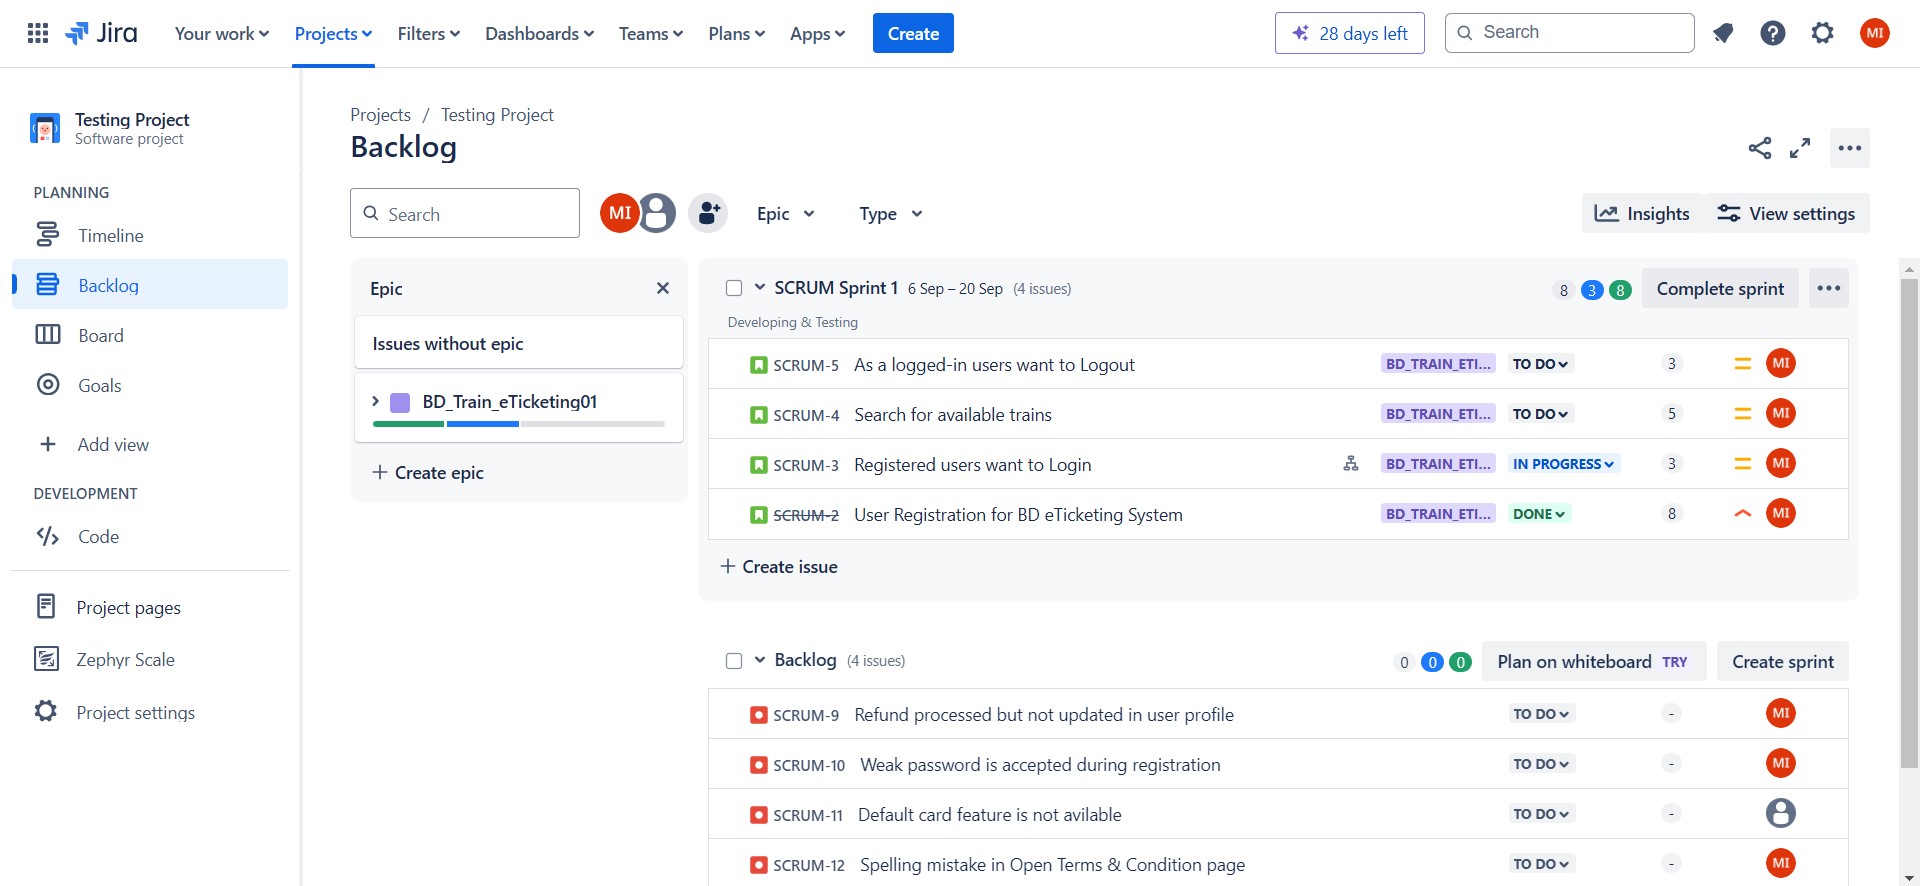 Jira Your work Projects Filters Dashboards Teams Plans Apps Create 28 days left Search MI
Testing Project
Software project
PLANNING
Timeline
Backlog
Board
Goals
Add view
DEVELOPMENT
Code
Project pages
Zephyr Scale
Project settings
Projects / Testing Project
Backlog
Search MI Epic Type Insights View settings
Epic
Issues without epic
BD_Train_eTicketing01
+ Create epic
SCRUM Sprint 1 6 Sep – 20 Sep (4 issues) 8 3 8 Complete sprint
Developing & Testing
SCRUM-5 As a logged-in users want to Logout BD_TRAIN_ETI... TO DO 3 MI
SCRUM-4 Search for available trains BD_TRAIN_ETI... TO DO 5 MI
SCRUM-3 Registered users want to Login BD_TRAIN_ETI... IN PROGRESS 3 MI
SCRUM-2 User Registration for BD eTicketing System BD_TRAIN_ETI... DONE 8 MI
+ Create issue
Backlog (4 issues) 0 0 0 Plan on whiteboard TRY Create sprint
SCRUM-9 Refund processed but not updated in user profile TO DO - MI
SCRUM-10 Weak password is accepted during registration TO DO - MI
SCRUM-11 Default card feature is not avilable TO DO -
SCRUM-12 Spelling mistake in Open Terms & Condition page TO DO - MI